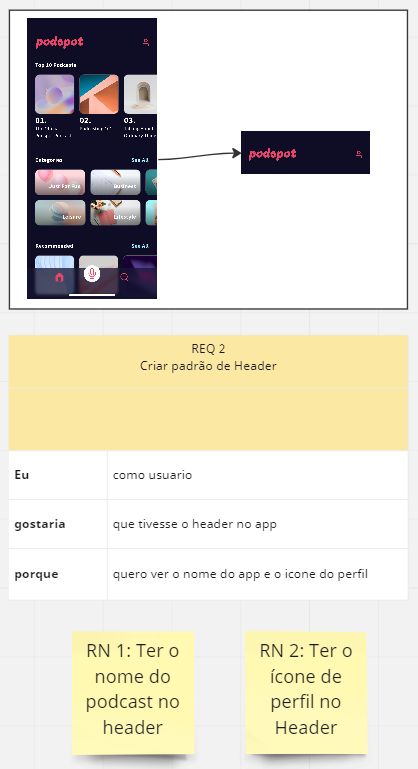 podspot
Top 10 Podcasts
01.
02.
03.
Categories
See All
Just For Fun
Business
Leisure
Lifestyle
Recommended
See All
podspot
REQ 2
Criar padrão de Header
Eu
como usuario
gostaria
que tivesse o header no app
porque
quero ver o nome do app e o icone do perfil
RN 1: Ter o
nome do
podcast no
header
RN 2: Ter o
ícone de
perfil no
Header